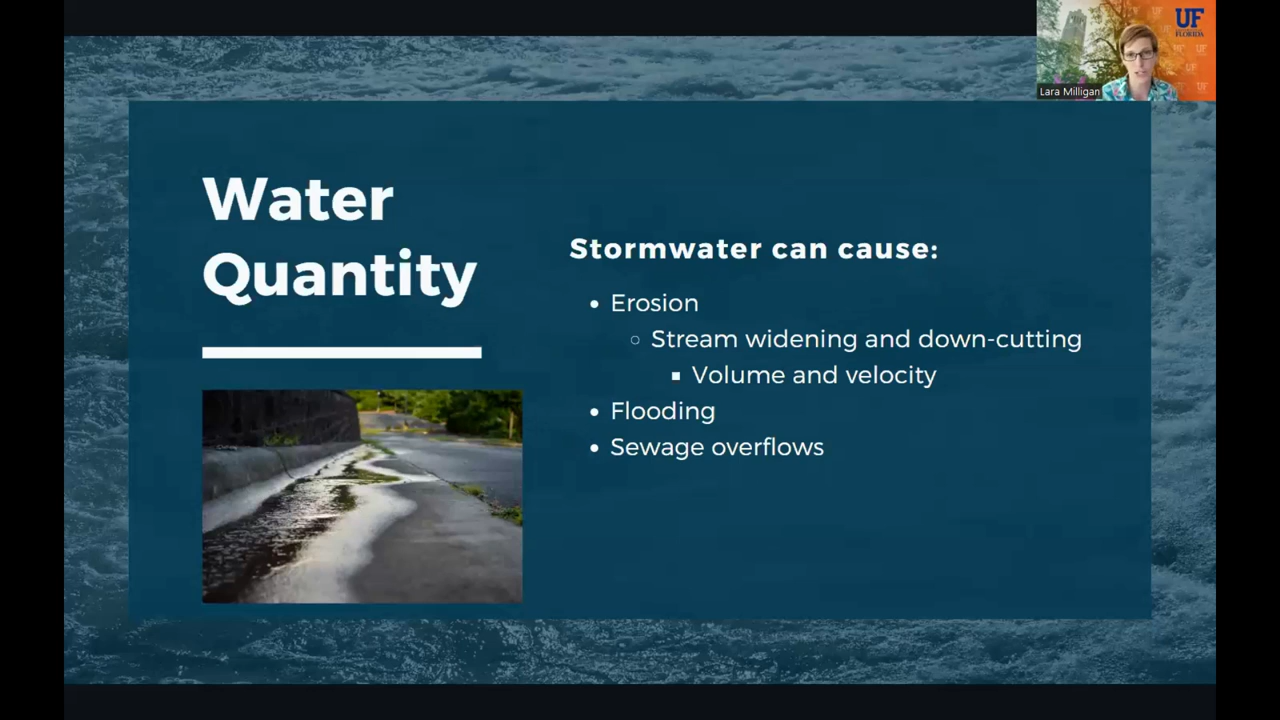 UF
FLORIDA
Lara Milligan
Water
Quantity
Stormwater can cause:
Erosion
Stream widening and down-cutting
Volume and velocity
Flooding
Sewage overflows